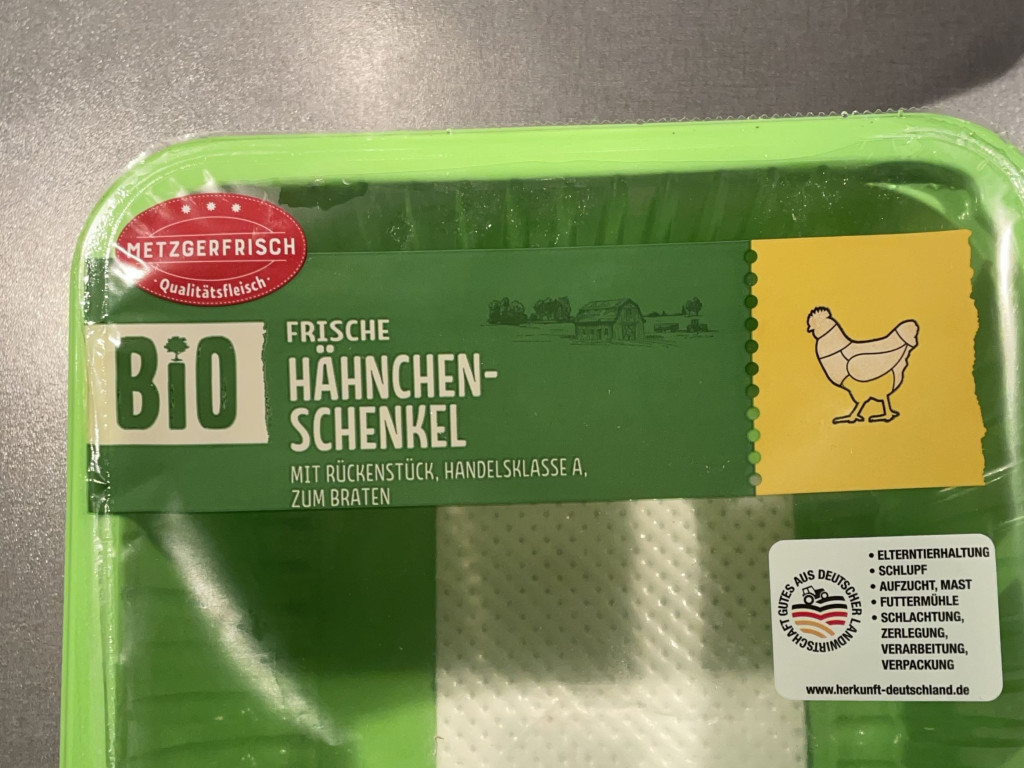 METZGERFRISCH
· Qualitätsfleisch ·
BiO
FRISCHE
HÄHNCHEN-
SCHENKEL
MIT RÜCKENSTÜCK, HANDELSKLASSE A,
ZUM BRATEN
GUTES AUS DEUTSCHER LANDWIRTSCHAFT
• ELTERNTIERHALTUNG
• SCHLUPF
• AUFZUCHT, MAST
• FUTTERMÜHLE
• SCHLACHTUNG,
ZERLEGUNG,
VERARBEITUNG,
VERPACKUNG
www.herkunft-deutschland.de